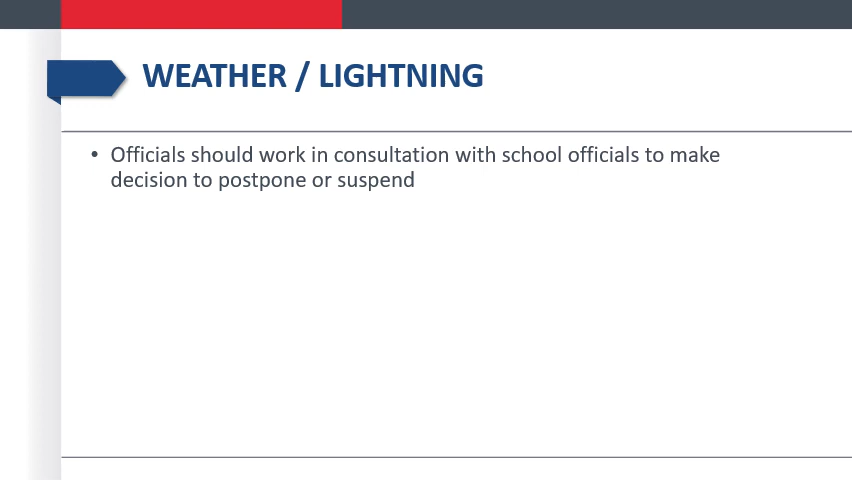 WEATHER / LIGHTNING
• Officials should work in consultation with school officials to make
decision to postpone or suspend